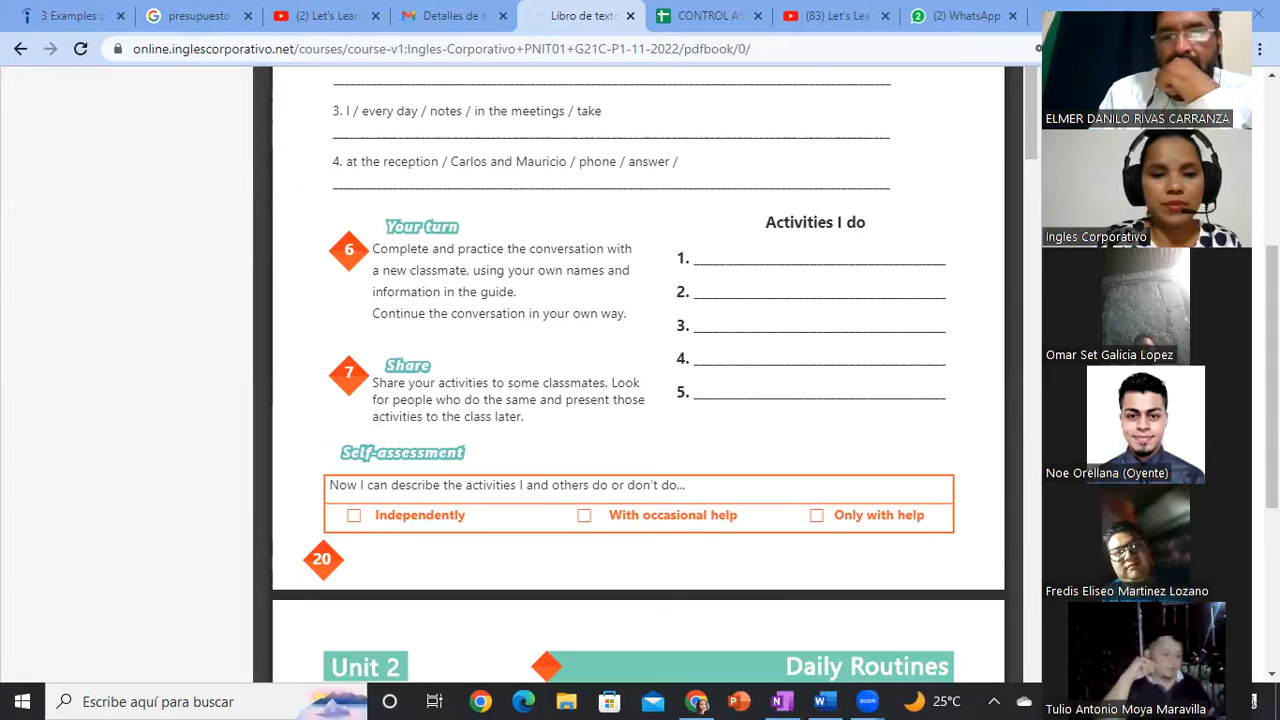 3 Exampl
presupuesto
Let's Lea
Detalles de
Libro de text
CONTROL AS
(83) Let's Lea
(2) WhatsApp
online.inglescorporativo.net/courses/course-v1:Ingles-Corporativo+PNIT01+G21C-P1-11-2022/pdfbook/0/
3. I / every day / notes / in the meetings / take
4. at the reception / Carlos and Mauricio / phone / answer /
Your turn
6
Complete and practice the conversation with
a new classmate, using your own names and
information in the guide.
Continue the conversation in your own way.
Activities I do
1.
2.
3.
4.
5.
Share
7
Share your activities to some classmates. Look
for people who do the same and present those
activities to the class later.
Self-assessment
Now I can describe the activities I and others do or don't do...
Independently
With occasional help
Only with help
20
Unit 2
Daily Routines
ELMER DANILO RIVAS CARRANZA
Ingles Corporativo
Omar Set Galicia Lopez
Noe Orellana (Oyente)
Fredis Eliseo Martinez Lozano
Tulio Antonio Moya Maravilla
Escribe aquí para buscar
zoom
25°C